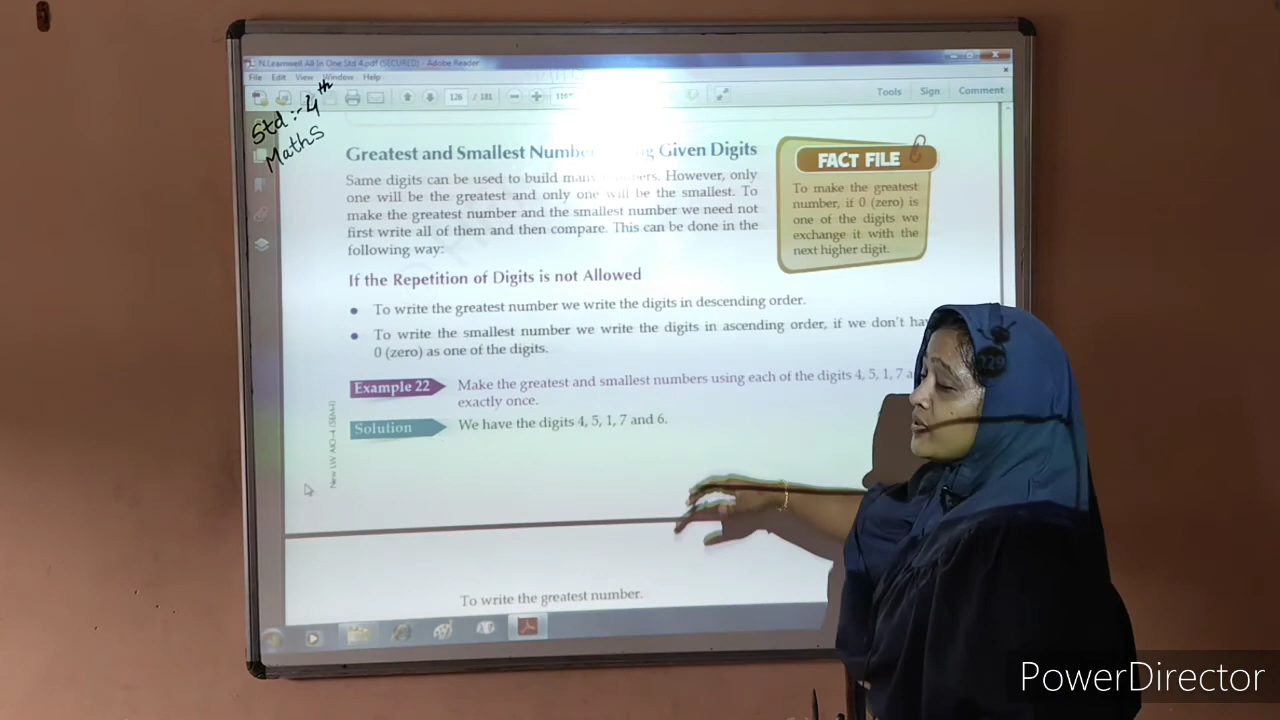 N.Learnwell All In One Std 4.pdf (SECURED) - Adobe Reader
File Edit View Window Help
126 / 181
Tools Sign Comment
Std :- 4th
Maths
Greatest and Smallest Given Digits
Same digits can be used to build many However, only
one will be the greatest and only one will be the smallest. To
make the greatest number and the smallest number we need not
first write all of them and then compare. This can be done in the
following way:
FACT FILE
To make the greatest
number, if 0 (zero) is
one of the digits we
exchange it with the
next higher digit.
If the Repetition of Digits is not Allowed
• To write the greatest number we write the digits in descending order.
• To write the smallest number we write the digits in ascending order, if we don't
0 (zero) as one of the digits.
Example 22 Make the greatest and smallest numbers using each of the digits 4, 5, 1, 7
exactly once.
Solution We have the digits 4, 5, 1, 7 and 6.
New LW AIO-4 (SEM-I)
129
To write the greatest number.
PowerDirector